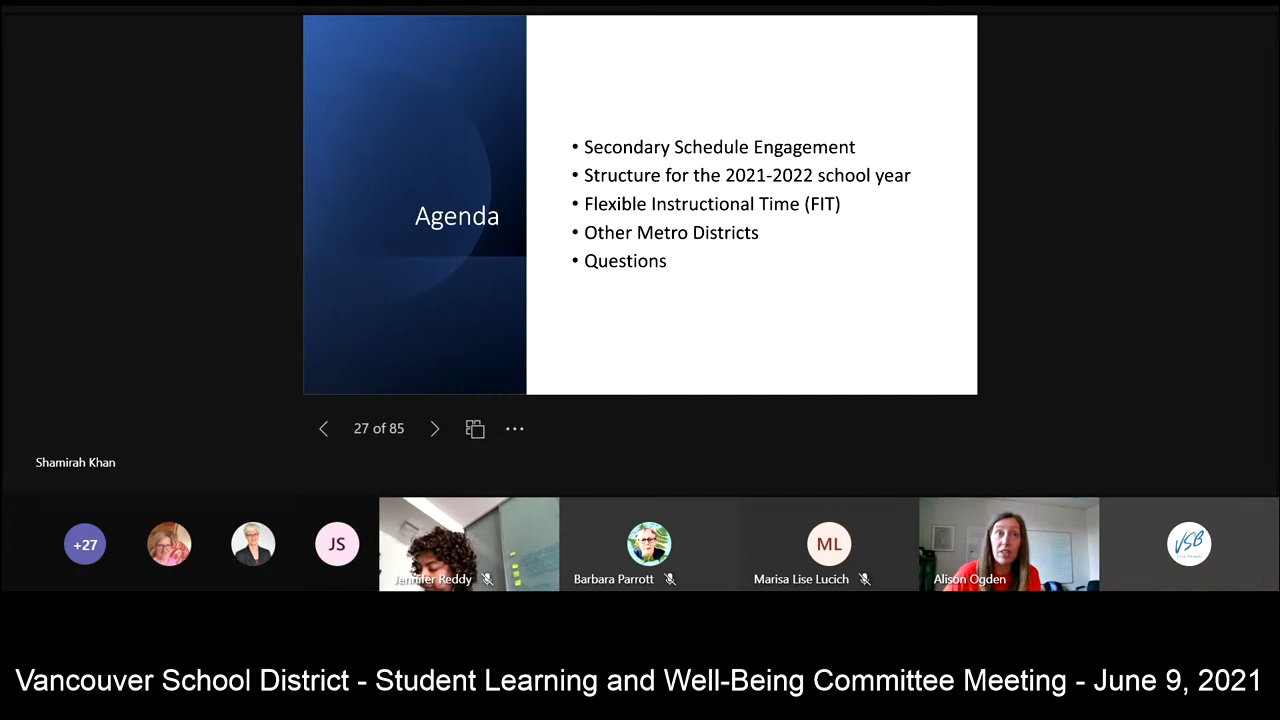 Agenda
• Secondary Schedule Engagement
• Structure for the 2021-2022 school year
• Flexible Instructional Time (FIT)
• Other Metro Districts
• Questions
27 of 85
Shamirah Khan
+27
JS
Jennifer Reddy
Barbara Parrott
ML
Marisa Lise Lucich
Alison Ogden
VSB
Vancouver School District - Student Learning and Well-Being Committee Meeting - June 9, 2021